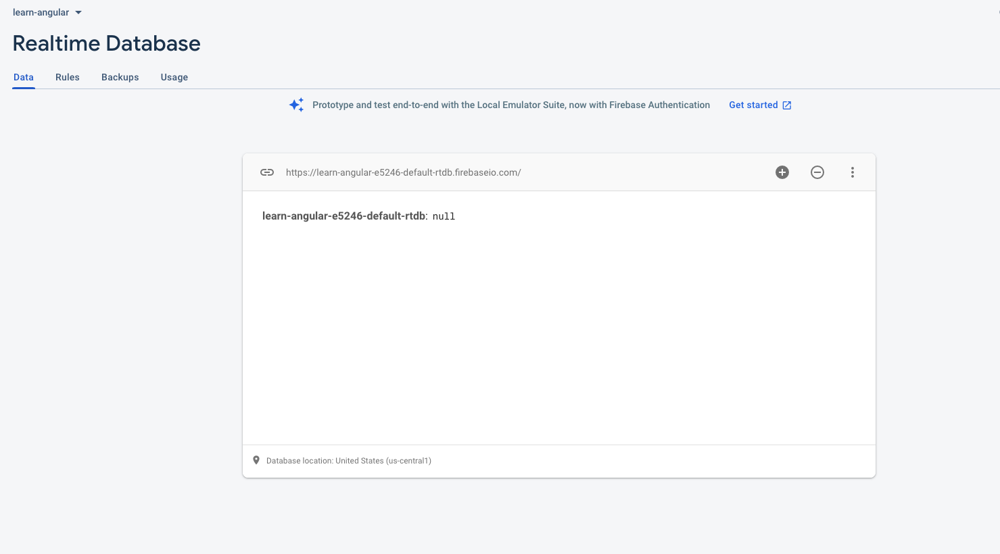 learn-angular
Realtime Database
Data Rules Backups Usage
Prototype and test end-to-end with the Local Emulator Suite, now with Firebase Authentication Get started
https://learn-angular-e5246-default-rtdb.firebaseio.com/
learn-angular-e5246-default-rtdb: null
Database location: United States (us-central1)